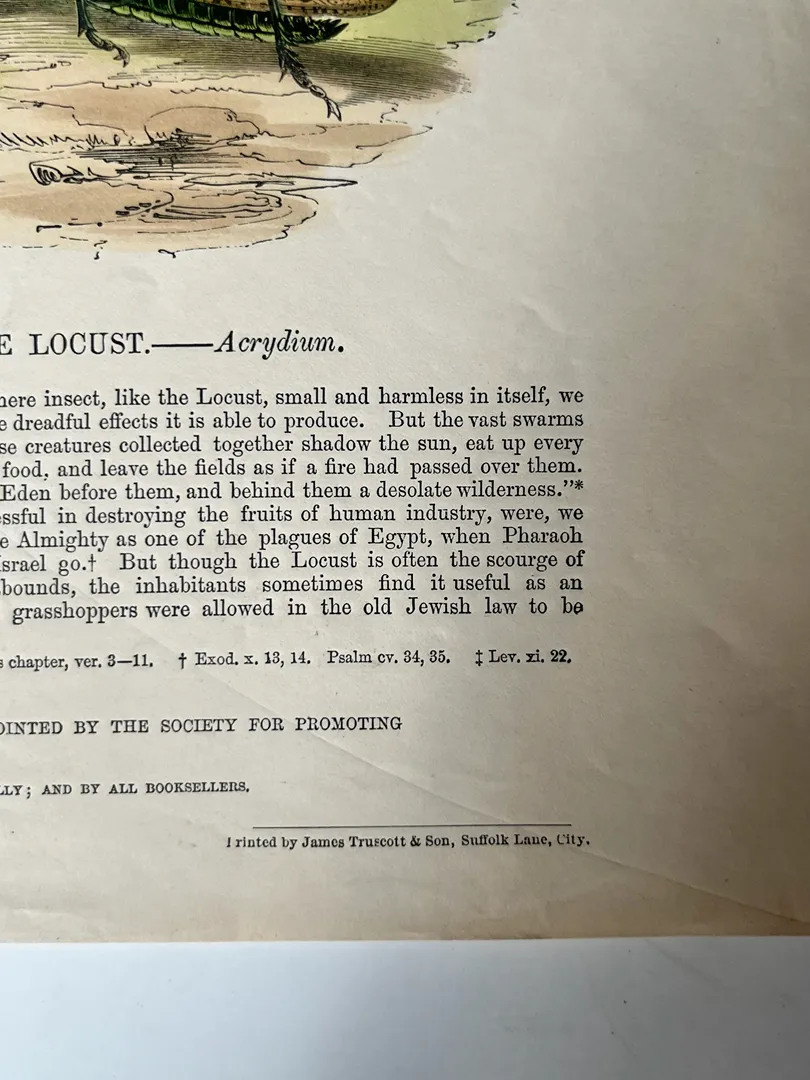 E LOCUST.——Acrydium.
ere insect, like the Locust, small and harmless in itself, we
e dreadful effects it is able to produce. But the vast swarms
se creatures collected together shadow the sun, eat up every
food, and leave the fields as if a fire had passed over them.
Eden before them, and behind them a desolate wilderness."*
ssful in destroying the fruits of human industry, were, we
e Almighty as one of the plagues of Egypt, when Pharaoh
srael go.† But though the Locust is often the scourge of
bounds, the inhabitants sometimes find it useful as an
grasshoppers were allowed in the old Jewish law to be
s chapter, ver. 3—11. † Exod. x. 13, 14. Psalm cv. 34, 35. ‡ Lev. xi. 22.
OINTED BY THE SOCIETY FOR PROMOTING
LLY; AND BY ALL BOOKSELLERS.
Printed by James Truscott & Son, Suffolk Lane, City.